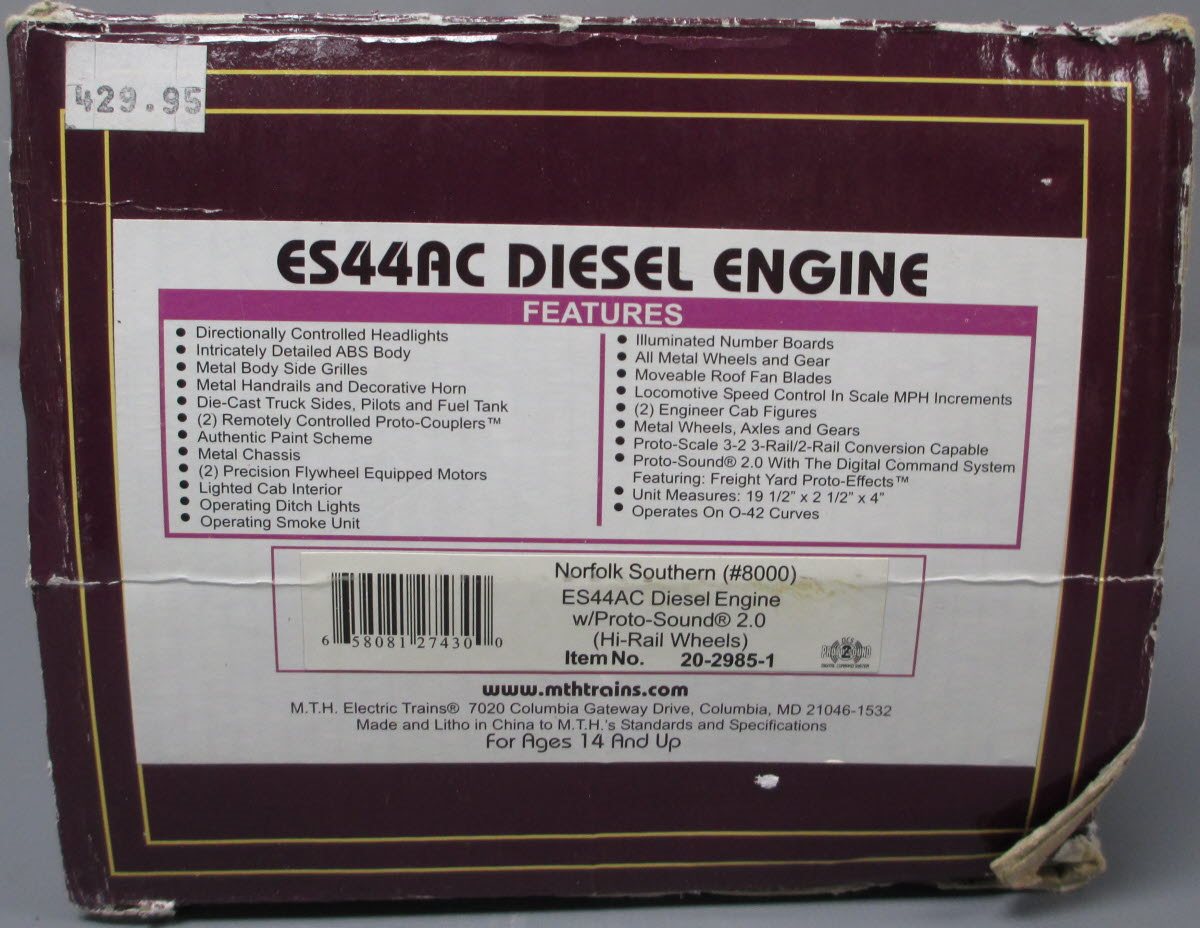 429.95
ES44AC DIESEL ENGINE
FEATURES
Directionally Controlled Headlights
Intricately Detailed ABS Body
Metal Body Side Grilles
Metal Handrails and Decorative Horn
Die-Cast Truck Sides, Pilots and Fuel Tank
(2) Remotely Controlled Proto-Couplers™
Authentic Paint Scheme
Metal Chassis
(2) Precision Flywheel Equipped Motors
Lighted Cab Interior
Operating Ditch Lights
Operating Smoke Unit
Illuminated Number Boards
All Metal Wheels and Gear
Moveable Roof Fan Blades
Locomotive Speed Control In Scale MPH Increments
(2) Engineer Cab Figures
Metal Wheels, Axles and Gears
Proto-Scale 3-2 3-Rail/2-Rail Conversion Capable
Proto-Sound® 2.0 With The Digital Command System
Featuring: Freight Yard Proto-Effects™
Unit Measures: 19 1/2" x 2 1/2" x 4"
Operates On O-42 Curves
Norfolk Southern (#8000)
ES44AC Diesel Engine
w/Proto-Sound® 2.0
(Hi-Rail Wheels)
Item No. 20-2985-1
6 58081 27430 0
DCS
PROTO 2 SOUND
DIGITAL COMMAND SYSTEM
www.mthtrains.com
M.T.H. Electric Trains® 7020 Columbia Gateway Drive, Columbia, MD 21046-1532
Made and Litho in China to M.T.H.'s Standards and Specifications
For Ages 14 And Up